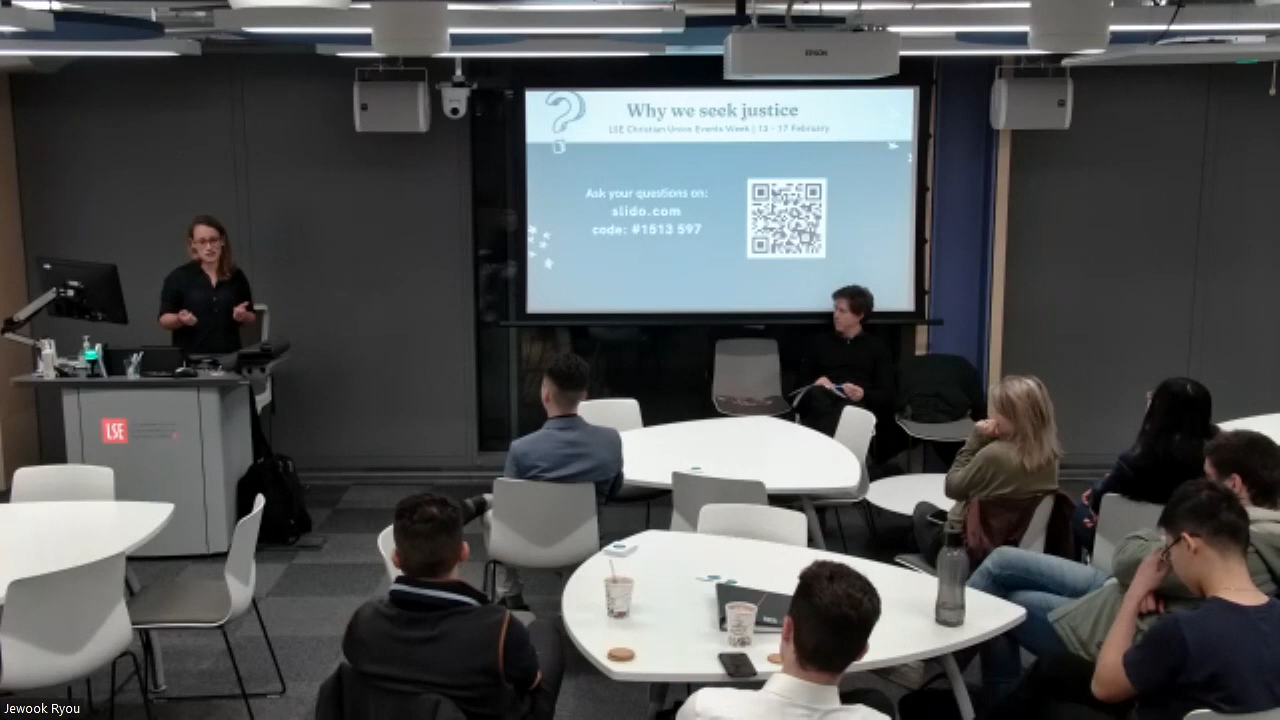 EPSON
Why we seek justice
LSE Christian Union Events Week | 13 - 17 February
Ask your questions on:
slido.com
code: #1513 597
LSE
Jewook Ryou